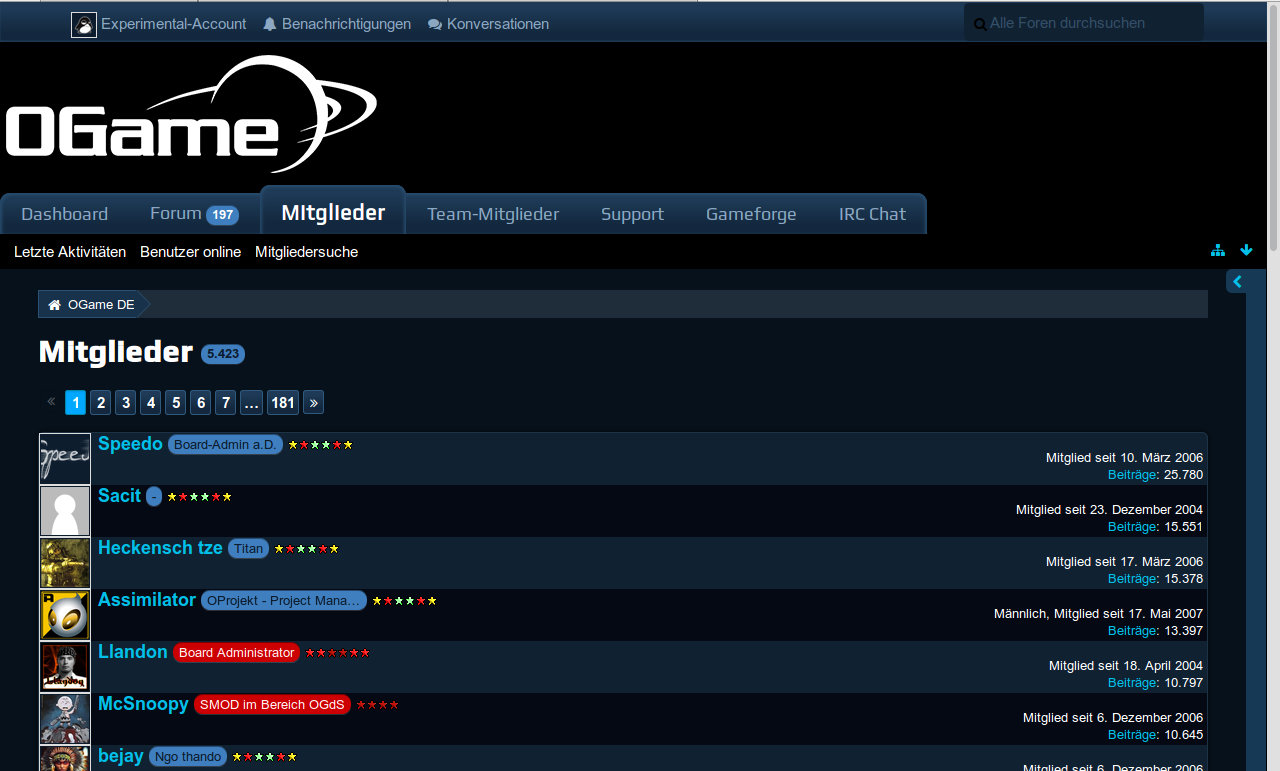 Experimental-Account Benachrichtigungen Konversationen Alle Foren durchsuchen
OGame
Dashboard Forum 197 Mitglieder Team-Mitglieder Support Gameforge IRC Chat
Letzte Aktivitäten Benutzer online Mitgliedersuche
OGame DE
Mitglieder 5.423
« 1 2 3 4 5 6 7 … 181 »
Speedo Board-Admin a.D.
Mitglied seit 10. März 2006
Beiträge: 25.780
Sacit -
Mitglied seit 23. Dezember 2004
Beiträge: 15.551
Heckensch tze Titan
Mitglied seit 17. März 2006
Beiträge: 15.378
Assimilator OProjekt - Project Mana…
Männlich, Mitglied seit 17. Mai 2007
Beiträge: 13.397
Llandon Board Administrator
Mitglied seit 18. April 2004
Beiträge: 10.797
McSnoopy SMOD im Bereich OGdS
Mitglied seit 6. Dezember 2006
Beiträge: 10.645
bejay Ngo thando
Mitglied seit 6. Dezember 2006